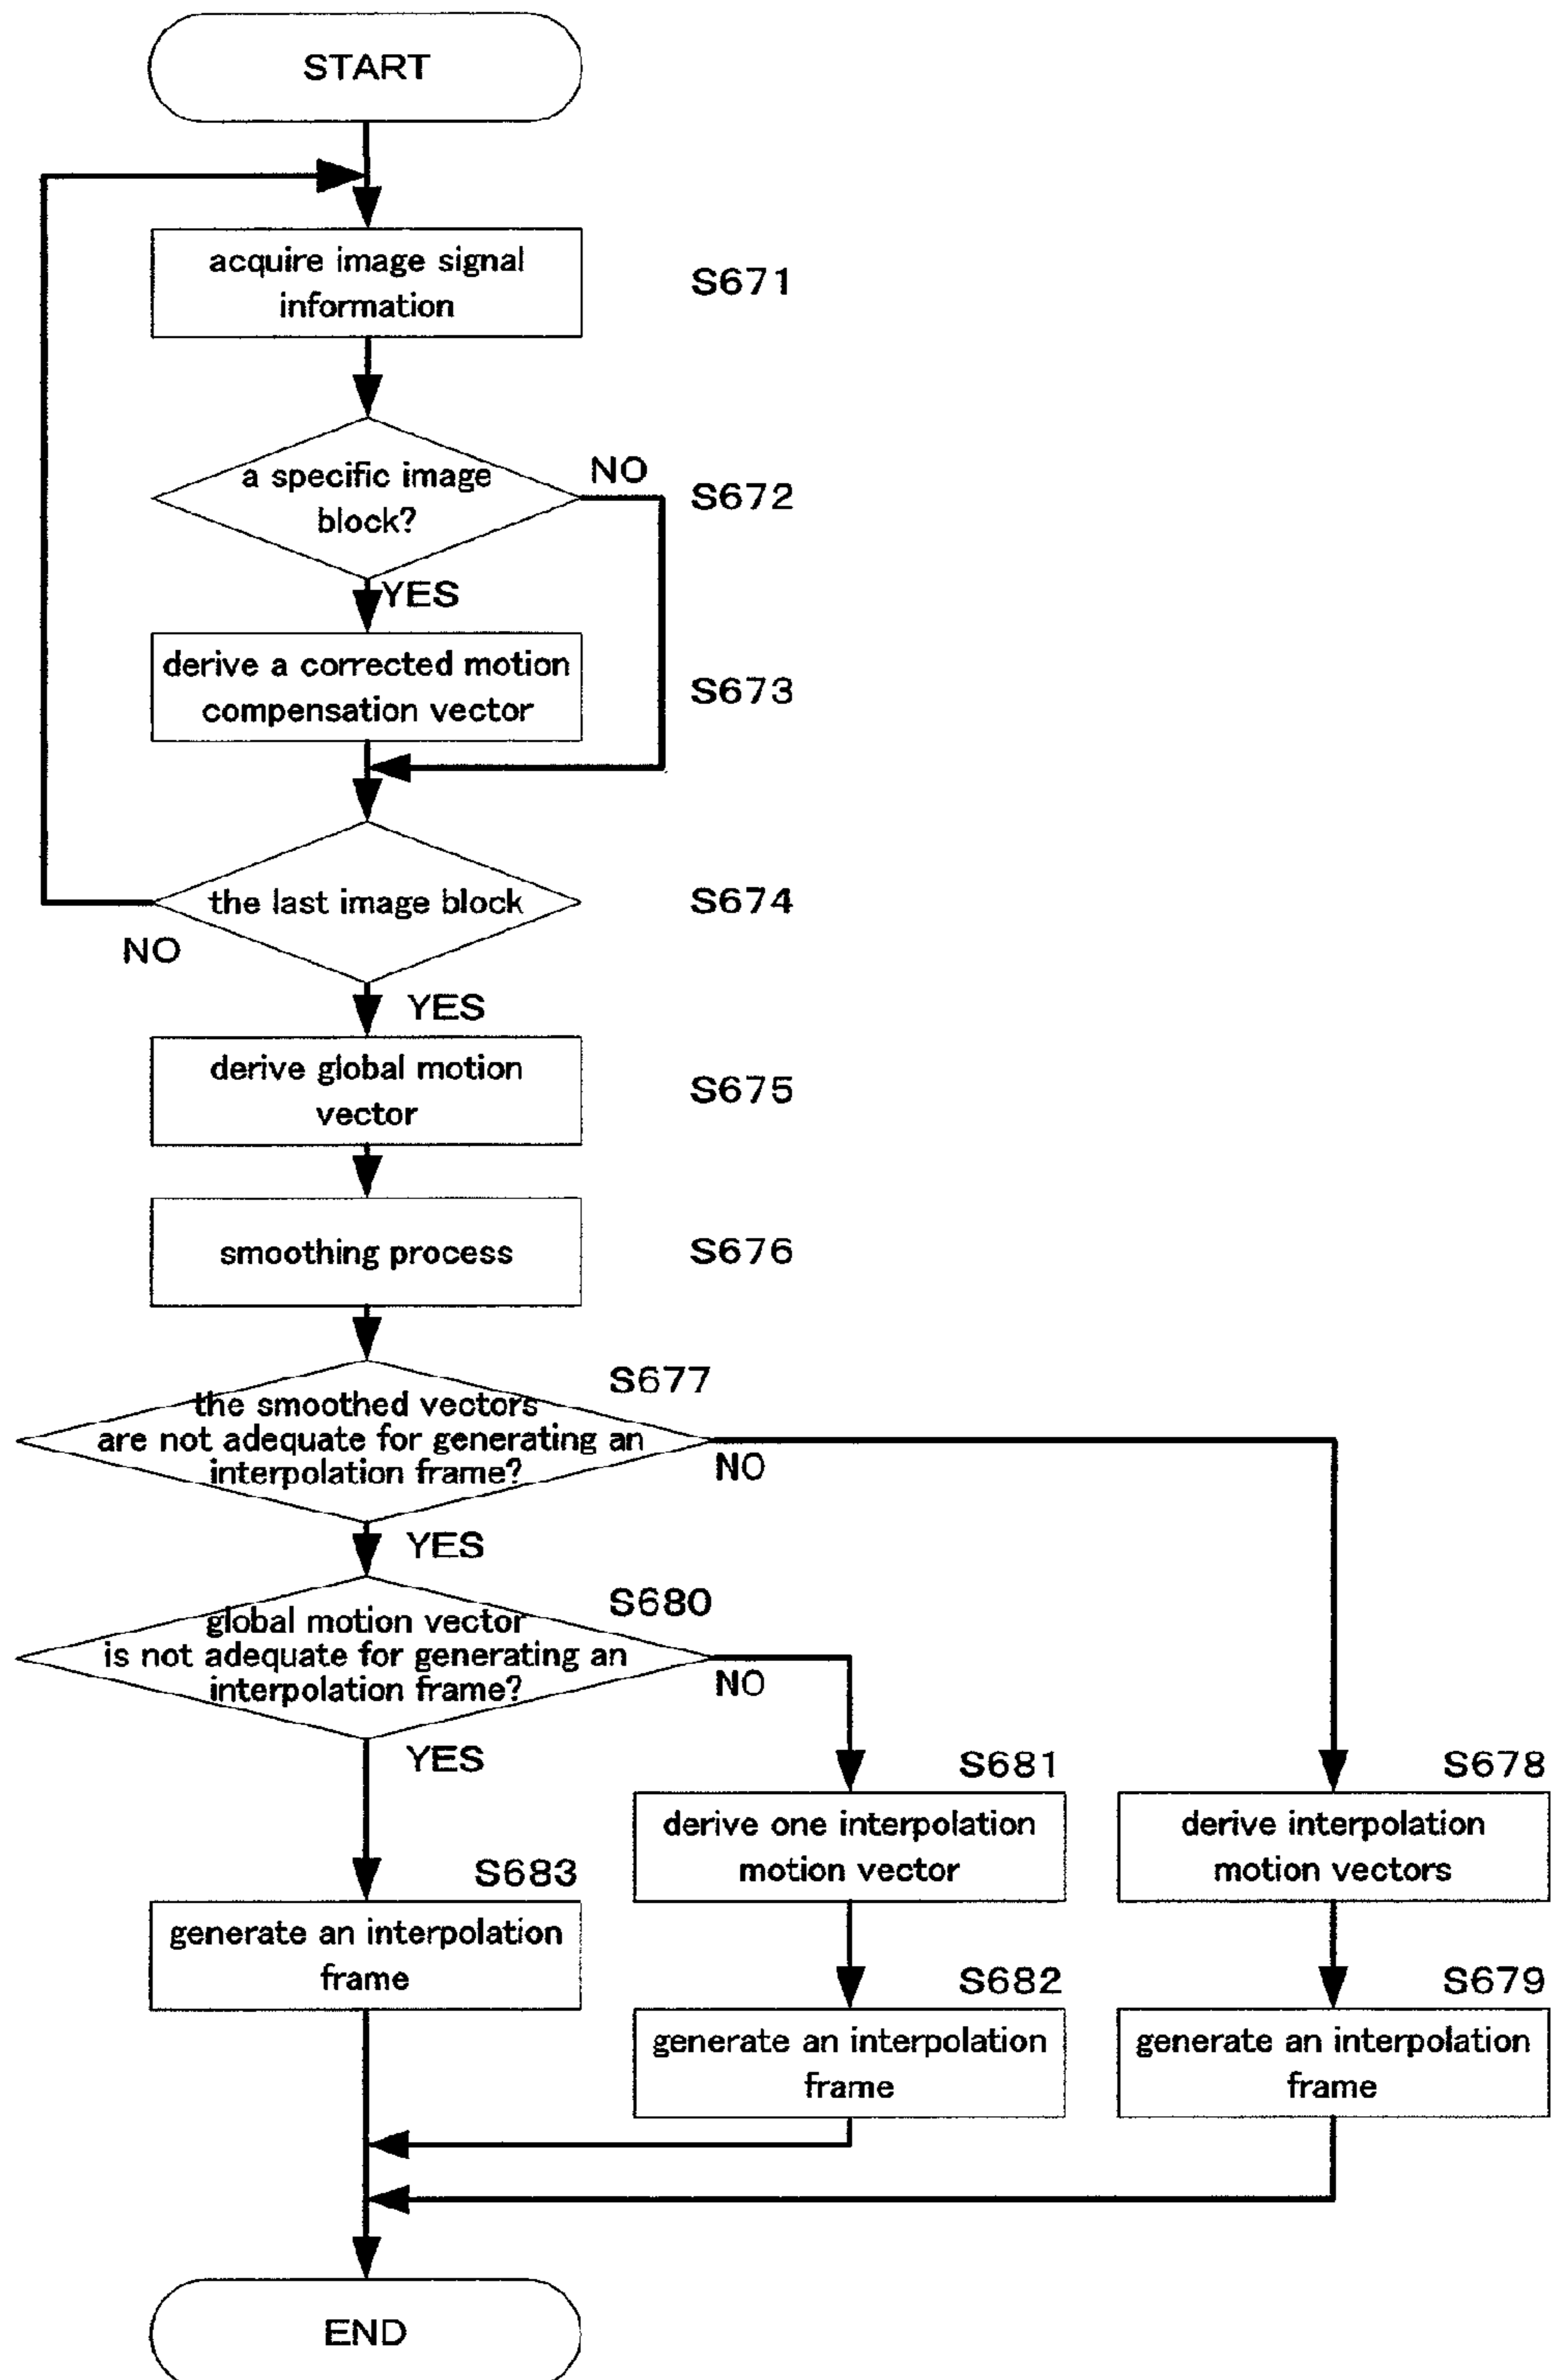 START
acquire image signal
information
S671
a specific image
block?
NO
S672
YES
derive a corrected motion
compensation vector
S673
the last image block
S674
NO
YES
derive global motion
vector
S675
smoothing process
S676
S677
the smoothed vectors
are not adequate for generating an
interpolation frame?
NO
YES
S680
global motion vector
is not adequate for generating an
interpolation frame?
NO
YES
S681
derive one interpolation
motion vector
S678
derive interpolation
motion vectors
S683
generate an interpolation
frame
S682
generate an interpolation
frame
S679
generate an interpolation
frame
END